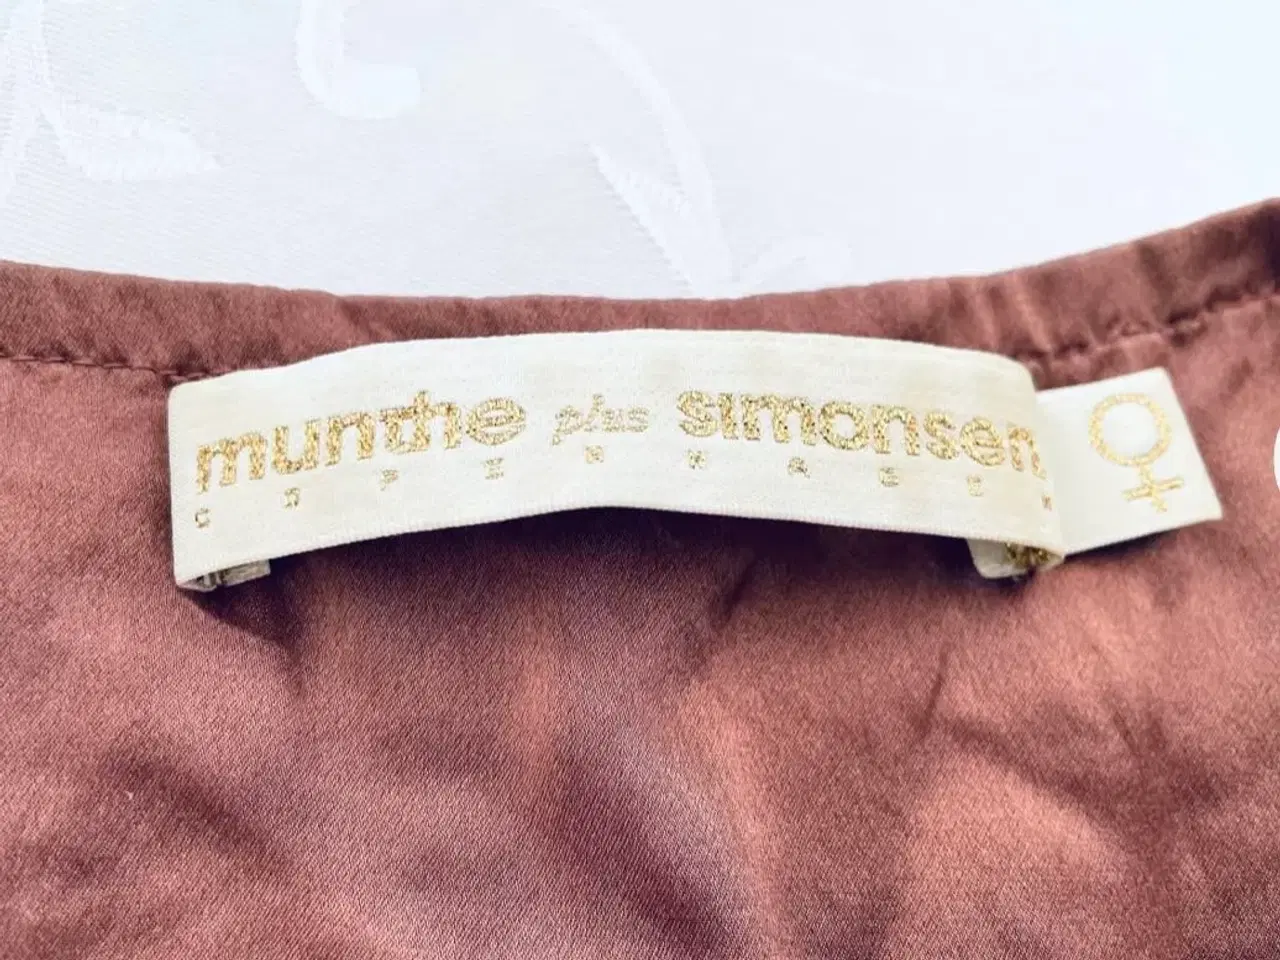 munthe plus simonsen
COPENHAGEN
♀